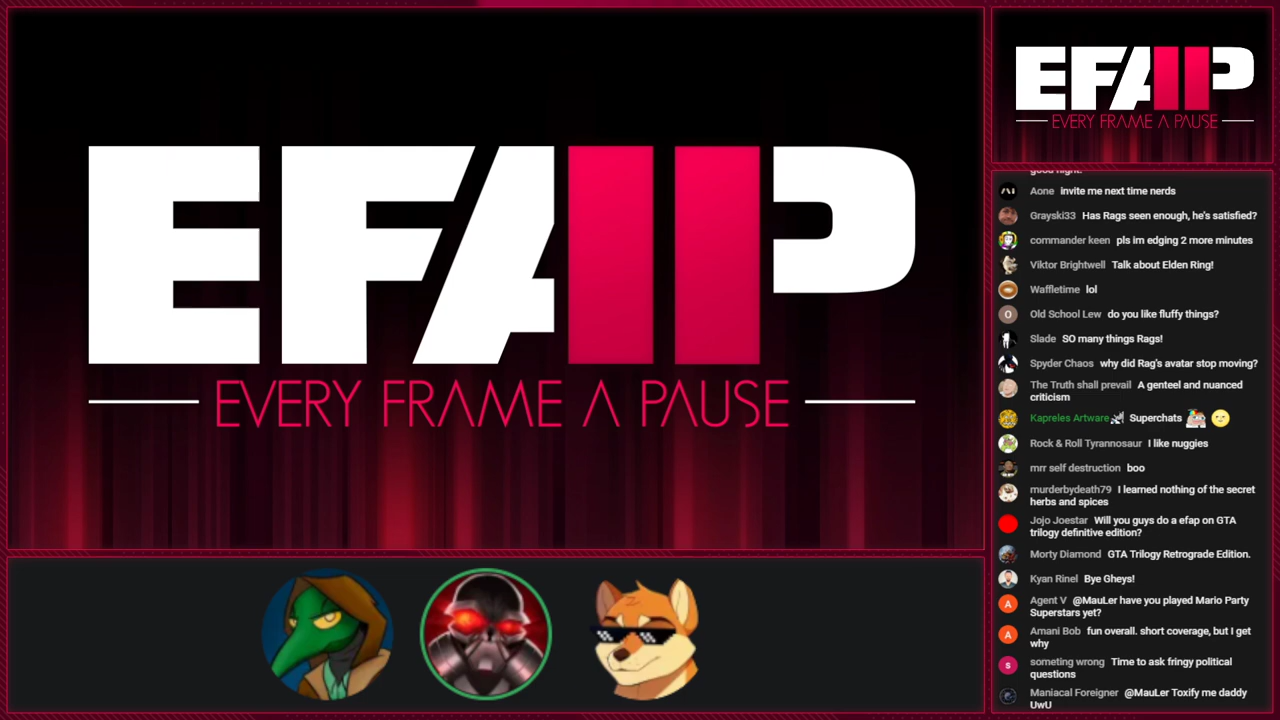 EFAP
EVERY FRAME A PAUSE
EFAP
EVERY FRAME A PAUSE
good night.
Aone invite me next time nerds
Grayski33 Has Rags seen enough, he's satisfied?
commander keen pls im edging 2 more minutes
Viktor Brightwell Talk about Elden Ring!
Waffletime lol
O
Old School Lew do you like fluffy things?
Slade SO many things Rags!
Spyder Chaos why did Rag's avatar stop moving?
The Truth shall prevail A genteel and nuanced
criticism
Kapreles Artware Superchats
Rock & Roll Tyrannosaur I like nuggies
mrr self destruction boo
murderbydeath79 I learned nothing of the secret
herbs and spices
Jojo Joestar Will you guys do a efap on GTA
trilogy definitive edition?
Morty Diamond GTA Trilogy Retrograde Edition.
Kyan Rinel Bye Gheys!
A
Agent V @MauLer have you played Mario Party
Superstars yet?
A
Amani Bob fun overall. short coverage, but I get
why
s
someting wrong Time to ask fringy political
questions
Maniacal Foreigner @MauLer Toxify me daddy
UwU